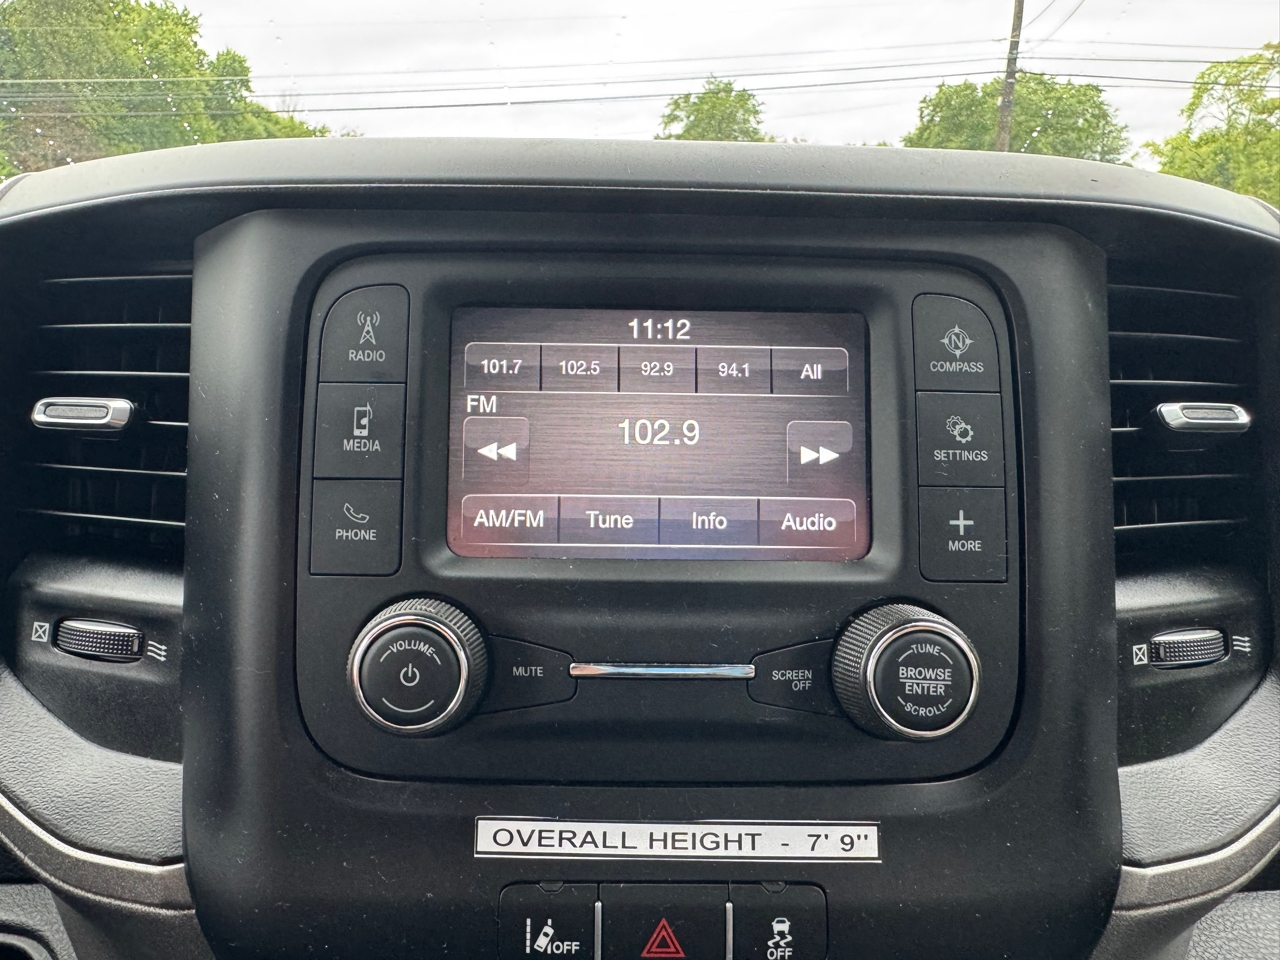 11:12
101.7 102.5 92.9 94.1 All
FM
102.9
AM/FM Tune Info Audio
RADIO
MEDIA
PHONE
N
COMPASS
SETTINGS
MORE
VOLUME
MUTE
SCREEN
OFF
TUNE
BROWSE
ENTER
SCROLL
OVERALL HEIGHT - 7' 9"
OFF
OFF